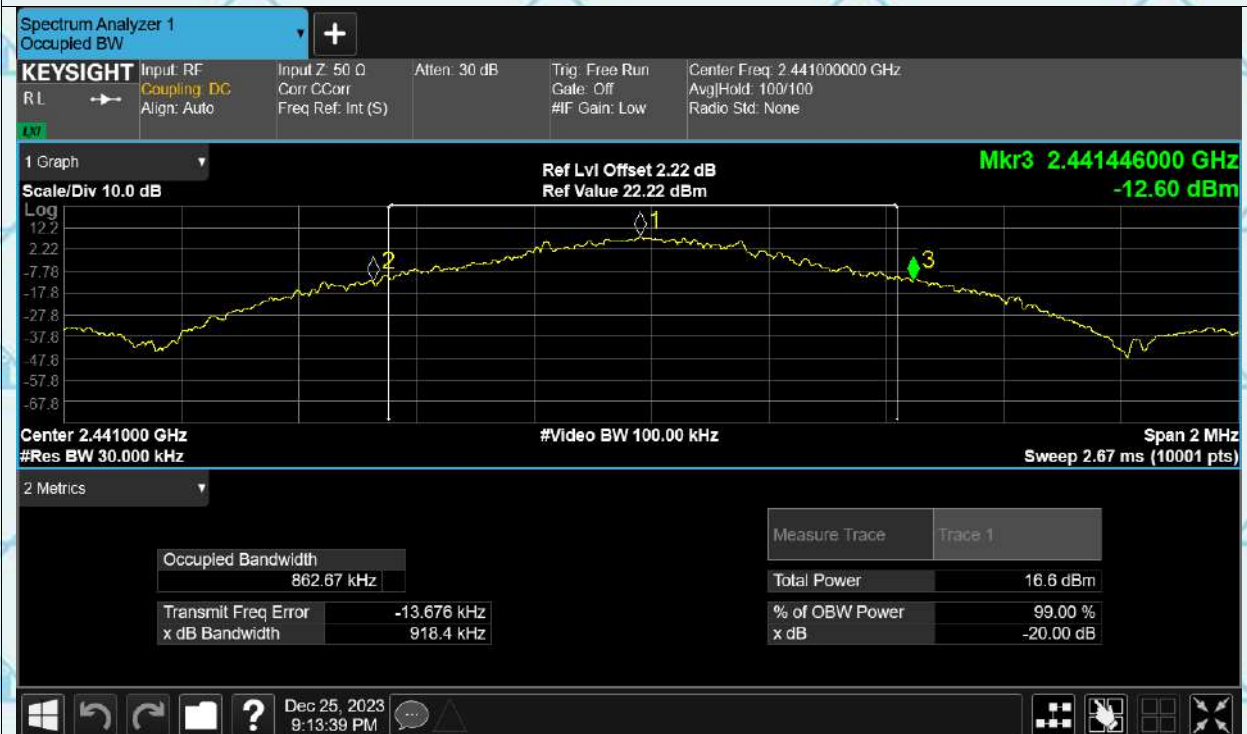 Spectrum Analyzer 1
Occupied BW
+
KEYSIGHT
R L
LXI
Input: RF
Coupling: DC
Align: Auto
Input Z: 50 Ω
Corr CCorr
Freq Ref: Int (S)
Atten: 30 dB
Trig: Free Run
Gate: Off
#IF Gain: Low
Center Freq: 2.441000000 GHz
Avg|Hold: 100/100
Radio Std: None
1 Graph
Scale/Div 10.0 dB
Ref Lvl Offset 2.22 dB
Ref Value 22.22 dBm
Mkr3 2.441446000 GHz
-12.60 dBm
Log
12.2
2.22
-7.78
-17.8
-27.8
-37.8
-47.8
-57.8
-67.8
1
2
3
Center 2.441000 GHz
#Res BW 30.000 kHz
#Video BW 100.00 kHz
Span 2 MHz
Sweep 2.67 ms (10001 pts)
2 Metrics
Occupied Bandwidth
862.67 kHz
Transmit Freq Error -13.676 kHz
x dB Bandwidth 918.4 kHz
Measure Trace Trace 1
Total Power 16.6 dBm
% of OBW Power 99.00 %
x dB -20.00 dB
?
Dec 25, 2023
9:13:39 PM